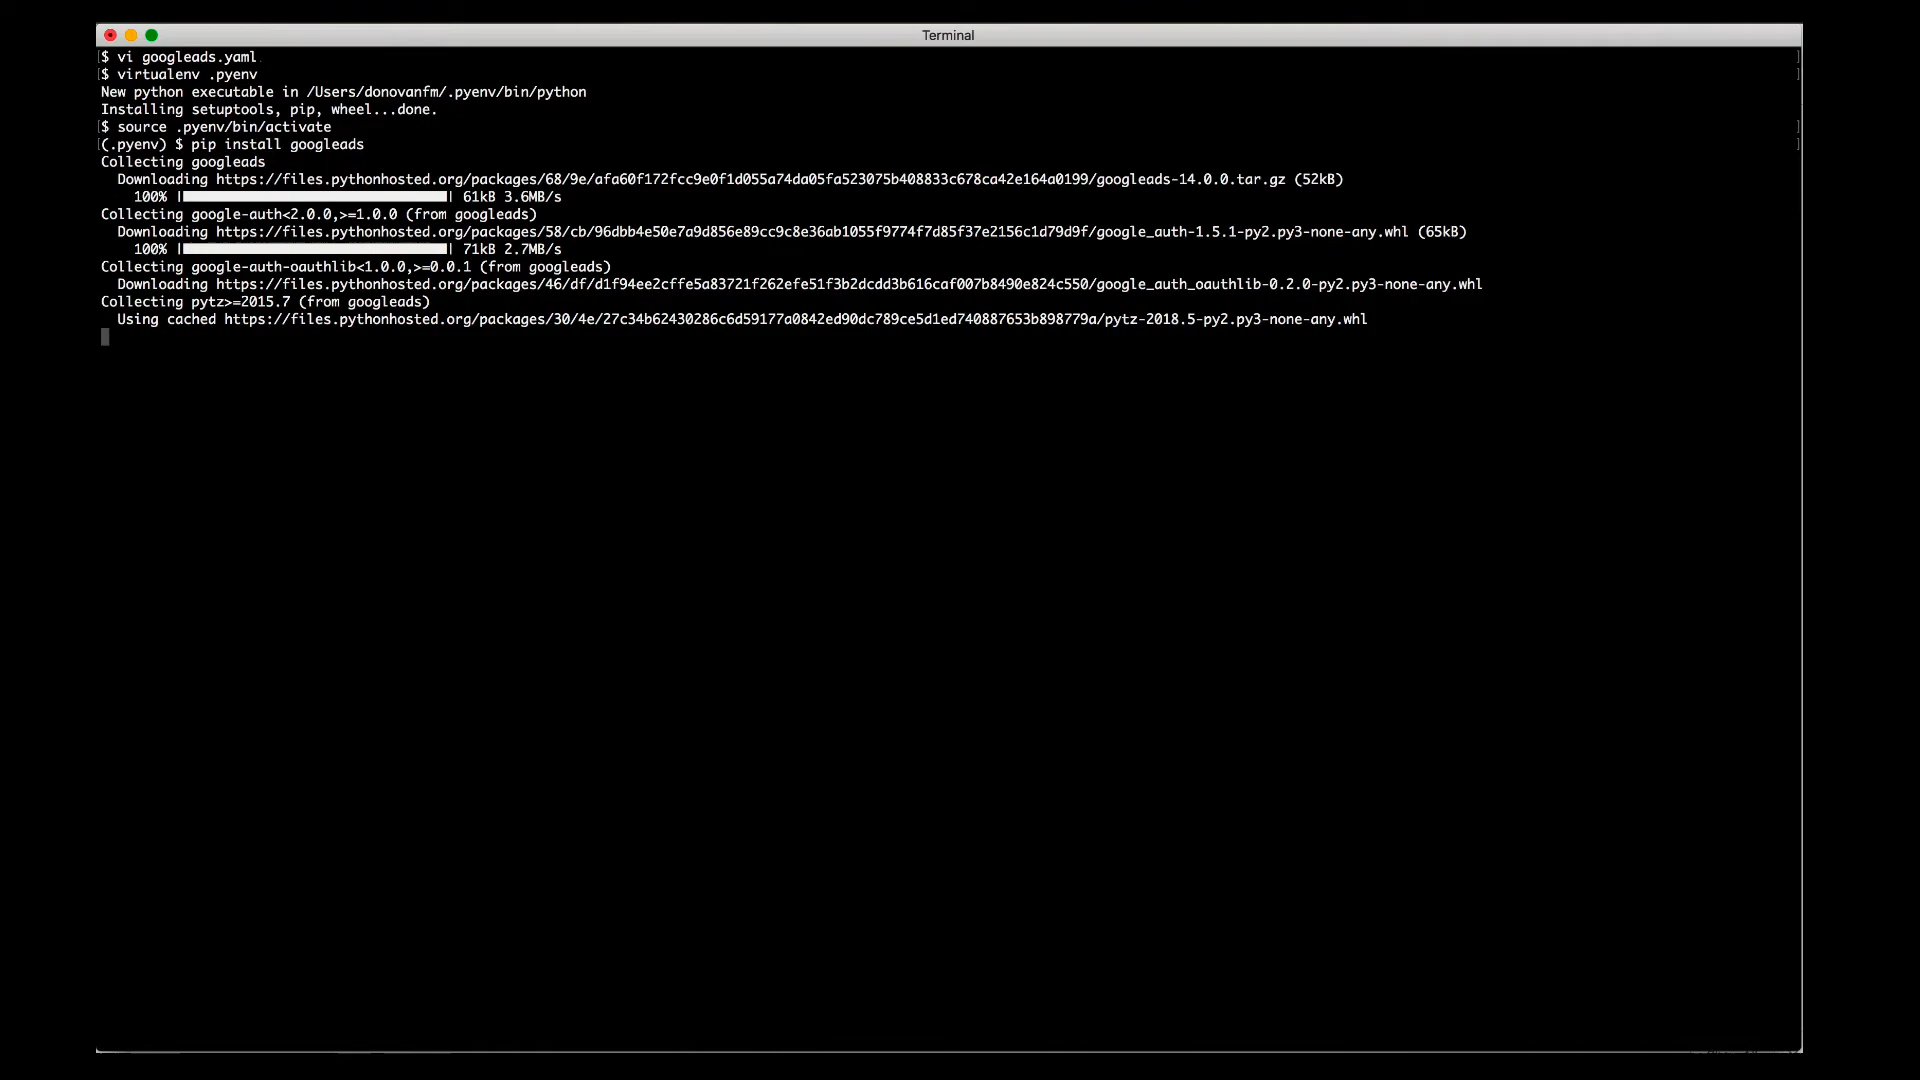 Terminal
[$ vi googleads.yaml ]
[$ virtualenv .pyenv ]
New python executable in /Users/donovanfm/.pyenv/bin/python
Installing setuptools, pip, wheel...done.
[$ source .pyenv/bin/activate ]
[(.pyenv) $ pip install googleads ]
Collecting googleads
  Downloading https://files.pythonhosted.org/packages/68/9e/afa60f172fcc9e0f1d055a74da05fa523075b408833c678ca42e164a0199/googleads-14.0.0.tar.gz (52kB)
    100% |████████████████████████████████| 61kB 3.6MB/s
Collecting google-auth<2.0.0,>=1.0.0 (from googleads)
  Downloading https://files.pythonhosted.org/packages/58/cb/96dbb4e50e7a9d856e89cc9c8e36ab1055f9774f7d85f37e2156c1d79d9f/google_auth-1.5.1-py2.py3-none-any.whl (65kB)
    100% |████████████████████████████████| 71kB 2.7MB/s
Collecting google-auth-oauthlib<1.0.0,>=0.0.1 (from googleads)
  Downloading https://files.pythonhosted.org/packages/46/df/d1f94ee2cffe5a83721f262efe51f3b2dcdd3b616caf007b8490e824c550/google_auth_oauthlib-0.2.0-py2.py3-none-any.whl
Collecting pytz>=2015.7 (from googleads)
  Using cached https://files.pythonhosted.org/packages/30/4e/27c34b62430286c6d59177a0842ed90dc789ce5d1ed740887653b898779a/pytz-2018.5-py2.py3-none-any.whl